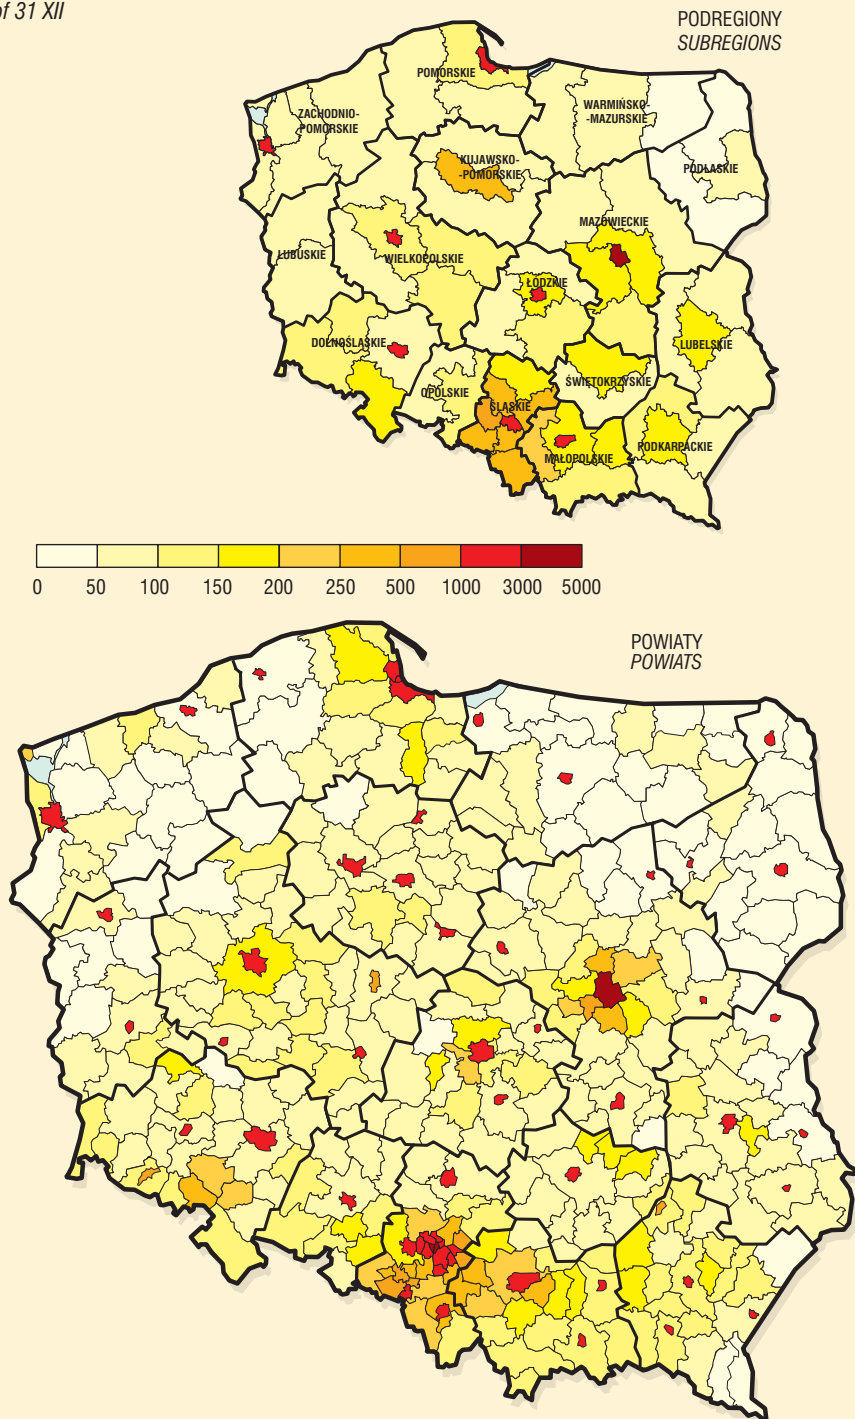 of 31 XII
PODREGIONY
SUBREGIONS
POMORSKIE
ZACHODNIO-
-POMORSKIE
WARMIŃSKO-
-MAZURSKIE
KUJAWSKO-
-POMORSKIE
PODLASKIE
MAZOWIECKIE
LUBUSKIE
WIELKOPOLSKIE
ŁÓDZKIE
DOLNOŚLĄSKIE
LUBELSKIE
OPOLSKIE
ŚWIĘTOKRZYSKIE
ŚLĄSKIE
MAŁOPOLSKIE
PODKARPACKIE
0 50 100 150 200 250 500 1000 3000 5000
POWIATY
POWIATS